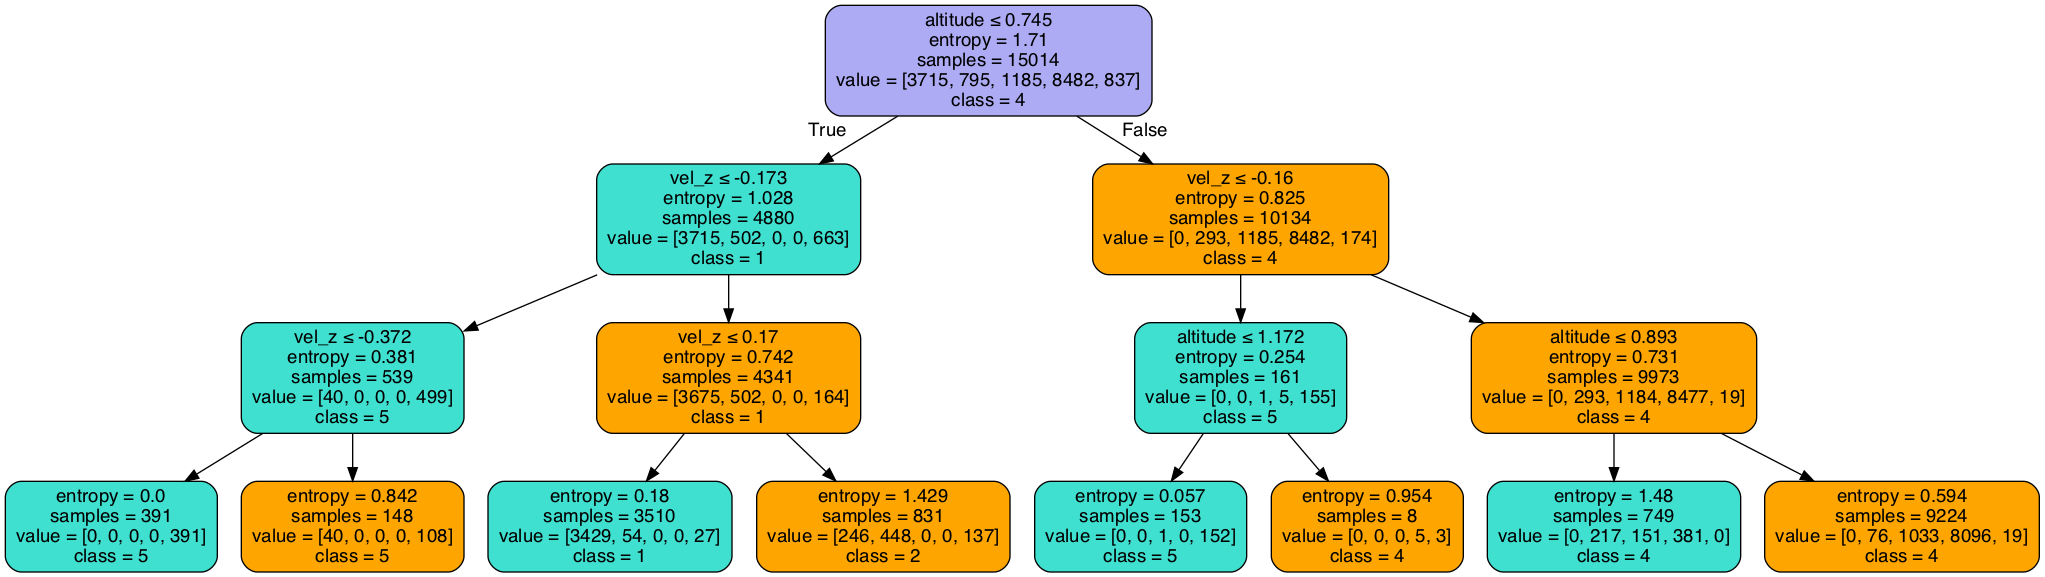 altitude ≤ 0.745
entropy = 1.71
samples = 15014
value = [3715, 795, 1185, 8482, 837]
class = 4
True
False
vel_z ≤ -0.173
entropy = 1.028
samples = 4880
value = [3715, 502, 0, 0, 663]
class = 1
vel_z ≤ -0.16
entropy = 0.825
samples = 10134
value = [0, 293, 1185, 8482, 174]
class = 4
vel_z ≤ -0.372
entropy = 0.381
samples = 539
value = [40, 0, 0, 0, 499]
class = 5
vel_z ≤ 0.17
entropy = 0.742
samples = 4341
value = [3675, 502, 0, 0, 164]
class = 1
altitude ≤ 1.172
entropy = 0.254
samples = 161
value = [0, 0, 1, 5, 155]
class = 5
altitude ≤ 0.893
entropy = 0.731
samples = 9973
value = [0, 293, 1184, 8477, 19]
class = 4
entropy = 0.0
samples = 391
value = [0, 0, 0, 0, 391]
class = 5
entropy = 0.842
samples = 148
value = [40, 0, 0, 0, 108]
class = 5
entropy = 0.18
samples = 3510
value = [3429, 54, 0, 0, 27]
class = 1
entropy = 1.429
samples = 831
value = [246, 448, 0, 0, 137]
class = 2
entropy = 0.057
samples = 153
value = [0, 0, 1, 0, 152]
class = 5
entropy = 0.954
samples = 8
value = [0, 0, 0, 5, 3]
class = 4
entropy = 1.48
samples = 749
value = [0, 217, 151, 381, 0]
class = 4
entropy = 0.594
samples = 9224
value = [0, 76, 1033, 8096, 19]
class = 4